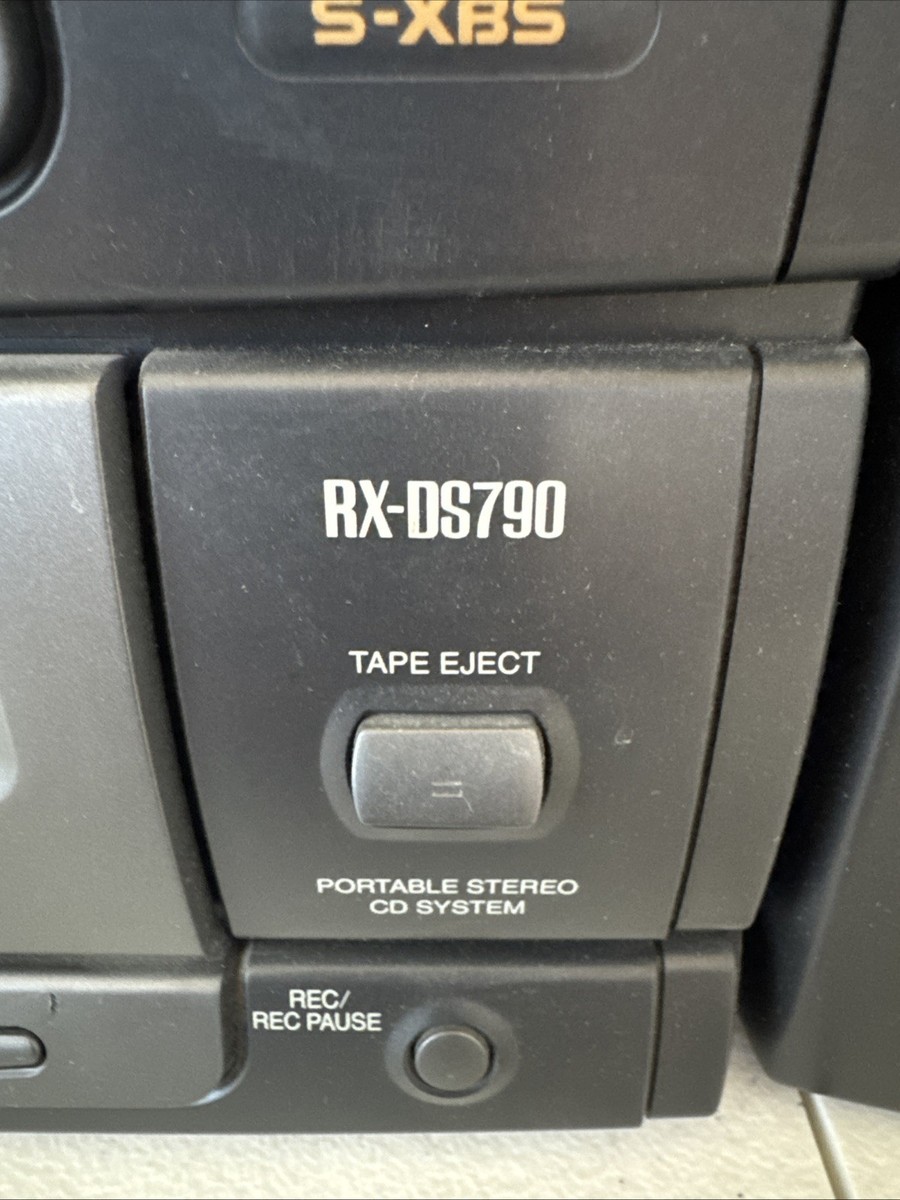 S-XBS
RX-DS790
TAPE EJECT
PORTABLE STEREO
CD SYSTEM
REC/
REC PAUSE